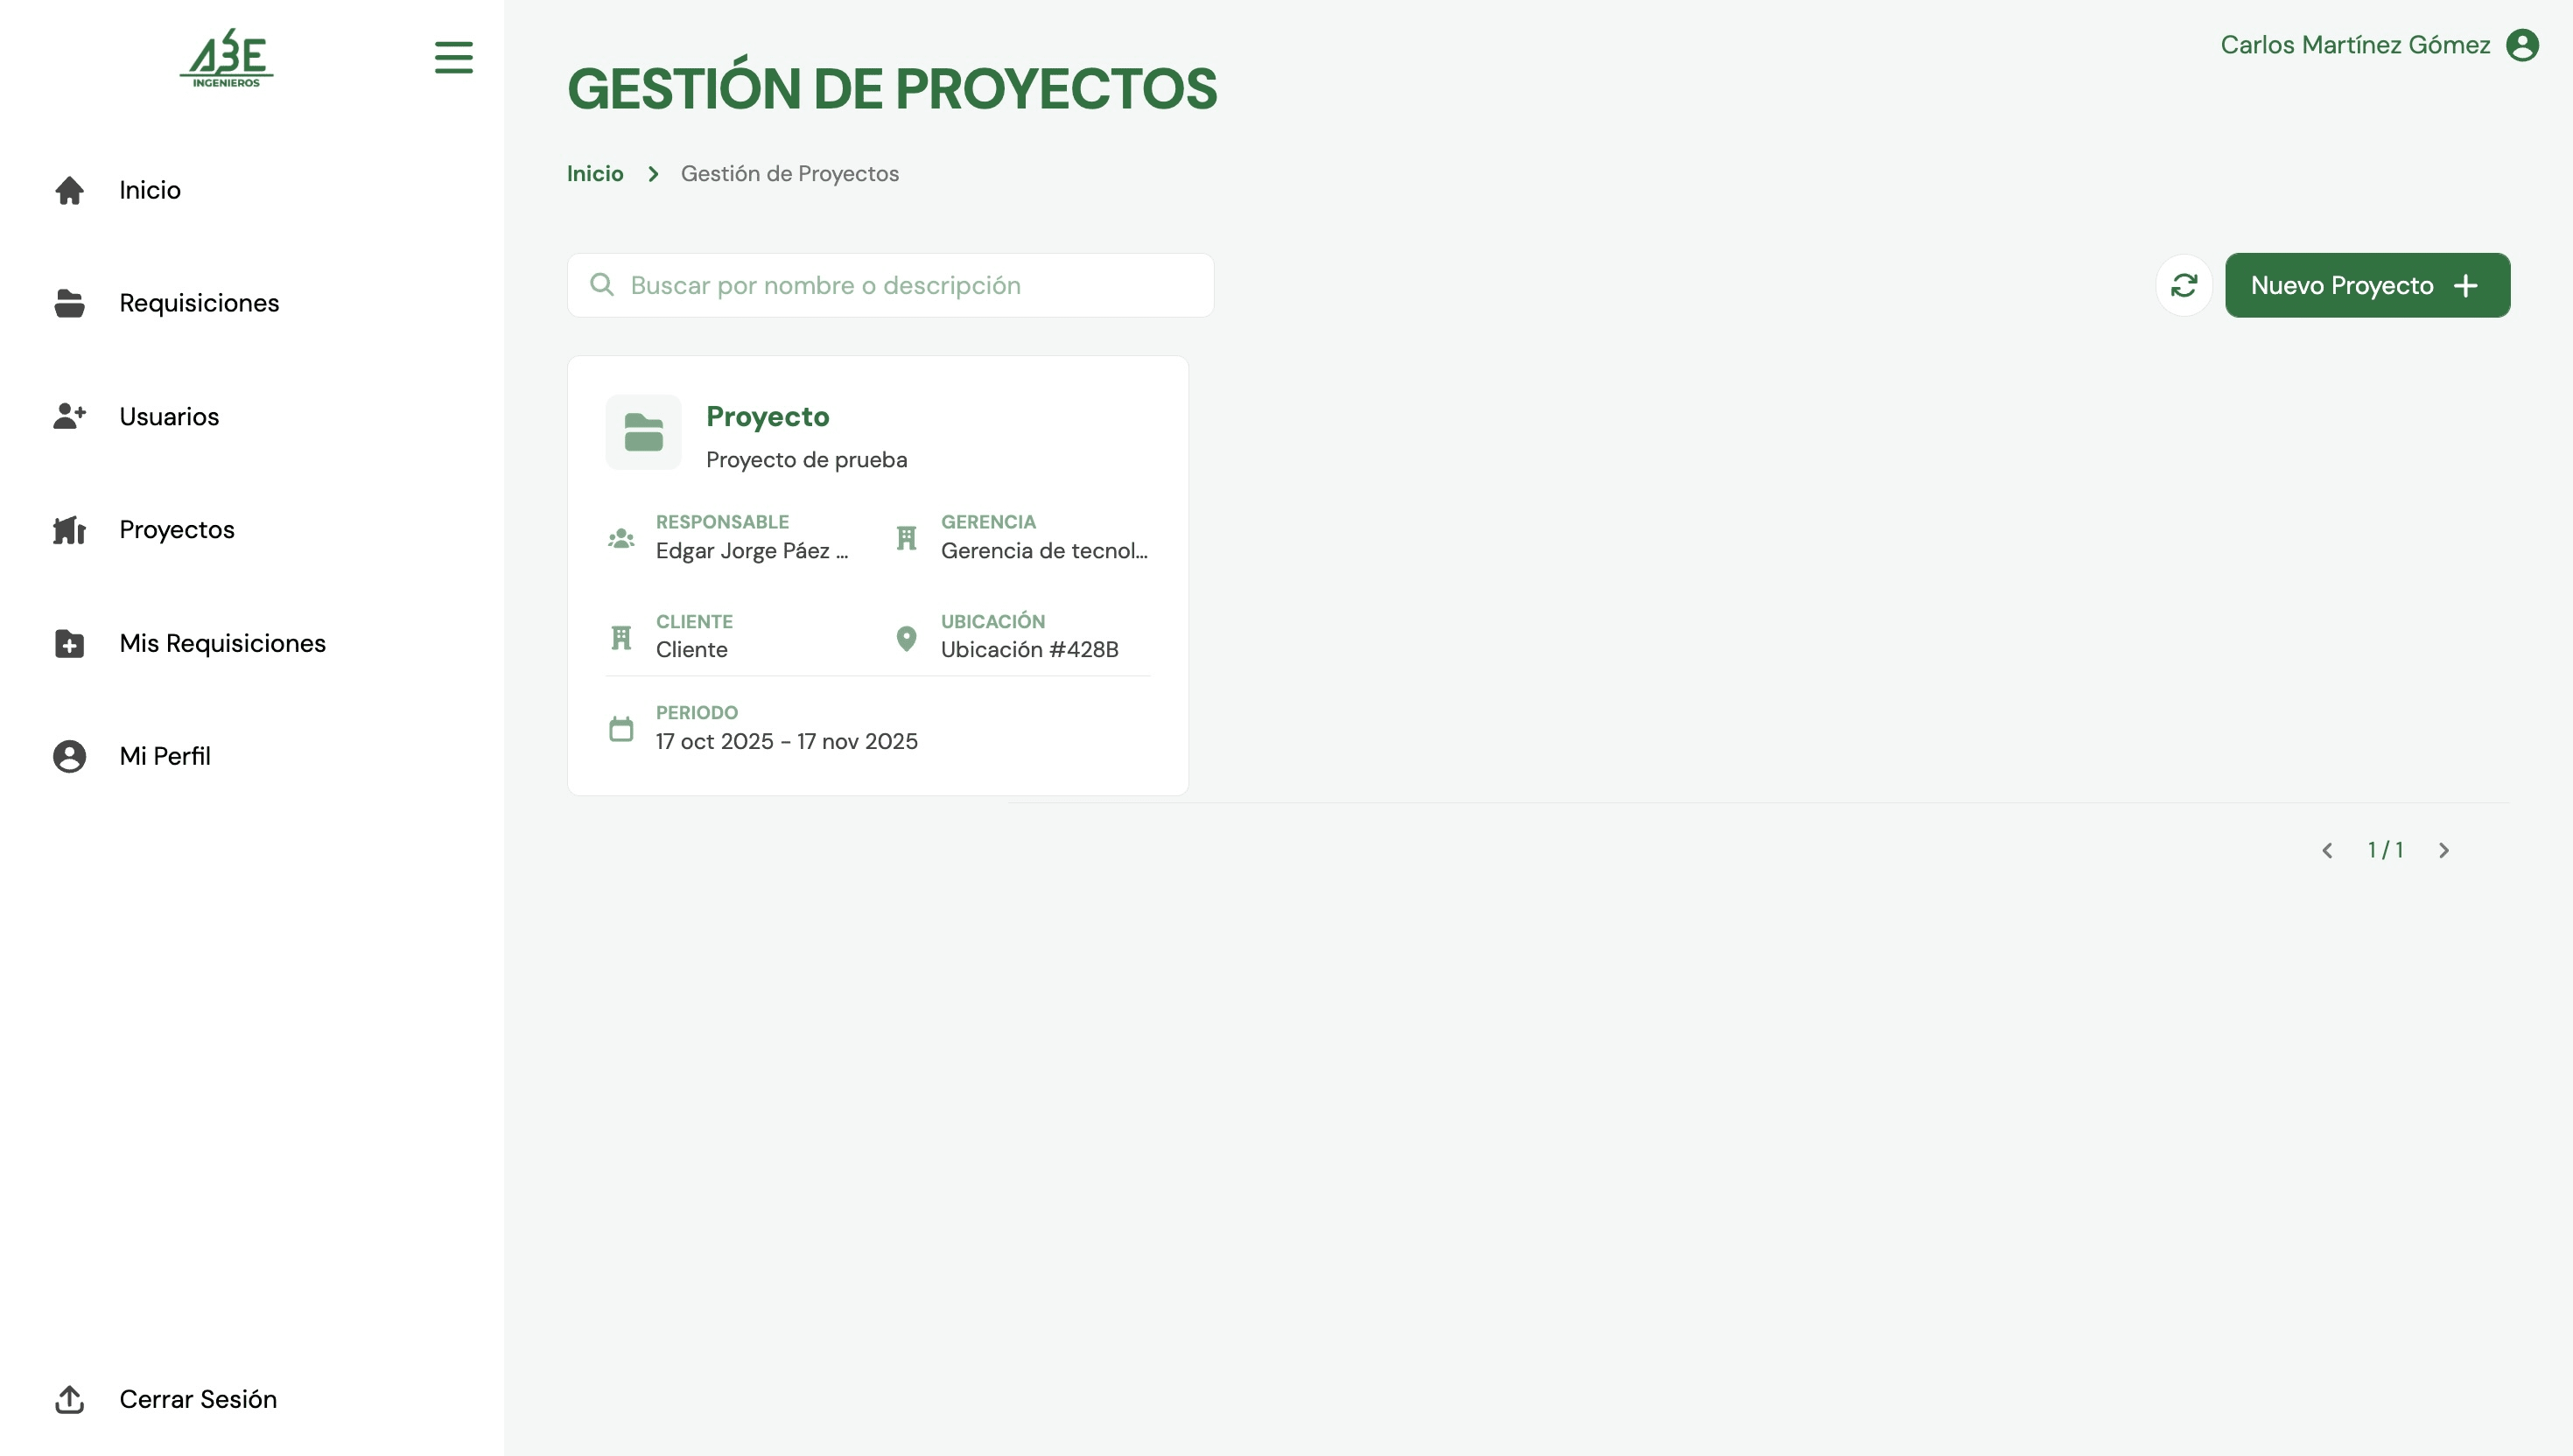 ABE
INGENIEROS
Inicio
Requisiciones
Usuarios
Proyectos
Mis Requisiciones
Mi Perfil
Cerrar Sesión
Carlos Martínez Gómez
GESTIÓN DE PROYECTOS
Inicio > Gestión de Proyectos
Buscar por nombre o descripción
Nuevo Proyecto +
Proyecto
Proyecto de prueba
RESPONSABLE
Edgar Jorge Páez ...
GERENCIA
Gerencia de tecnol...
CLIENTE
Cliente
UBICACIÓN
Ubicación #428B
PERIODO
17 oct 2025 - 17 nov 2025
< 1 / 1 >